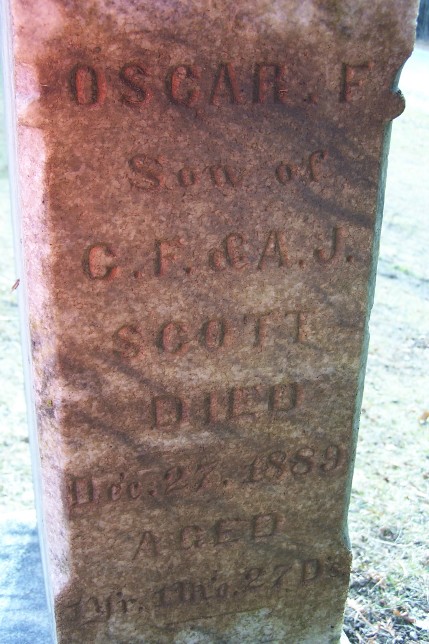 OSCAR. F
Son of
C. F. & A. J.
SCOTT
DIED
Dec. 27. 1889
AGED
1 Yr. 1 Mo. 27 Ds